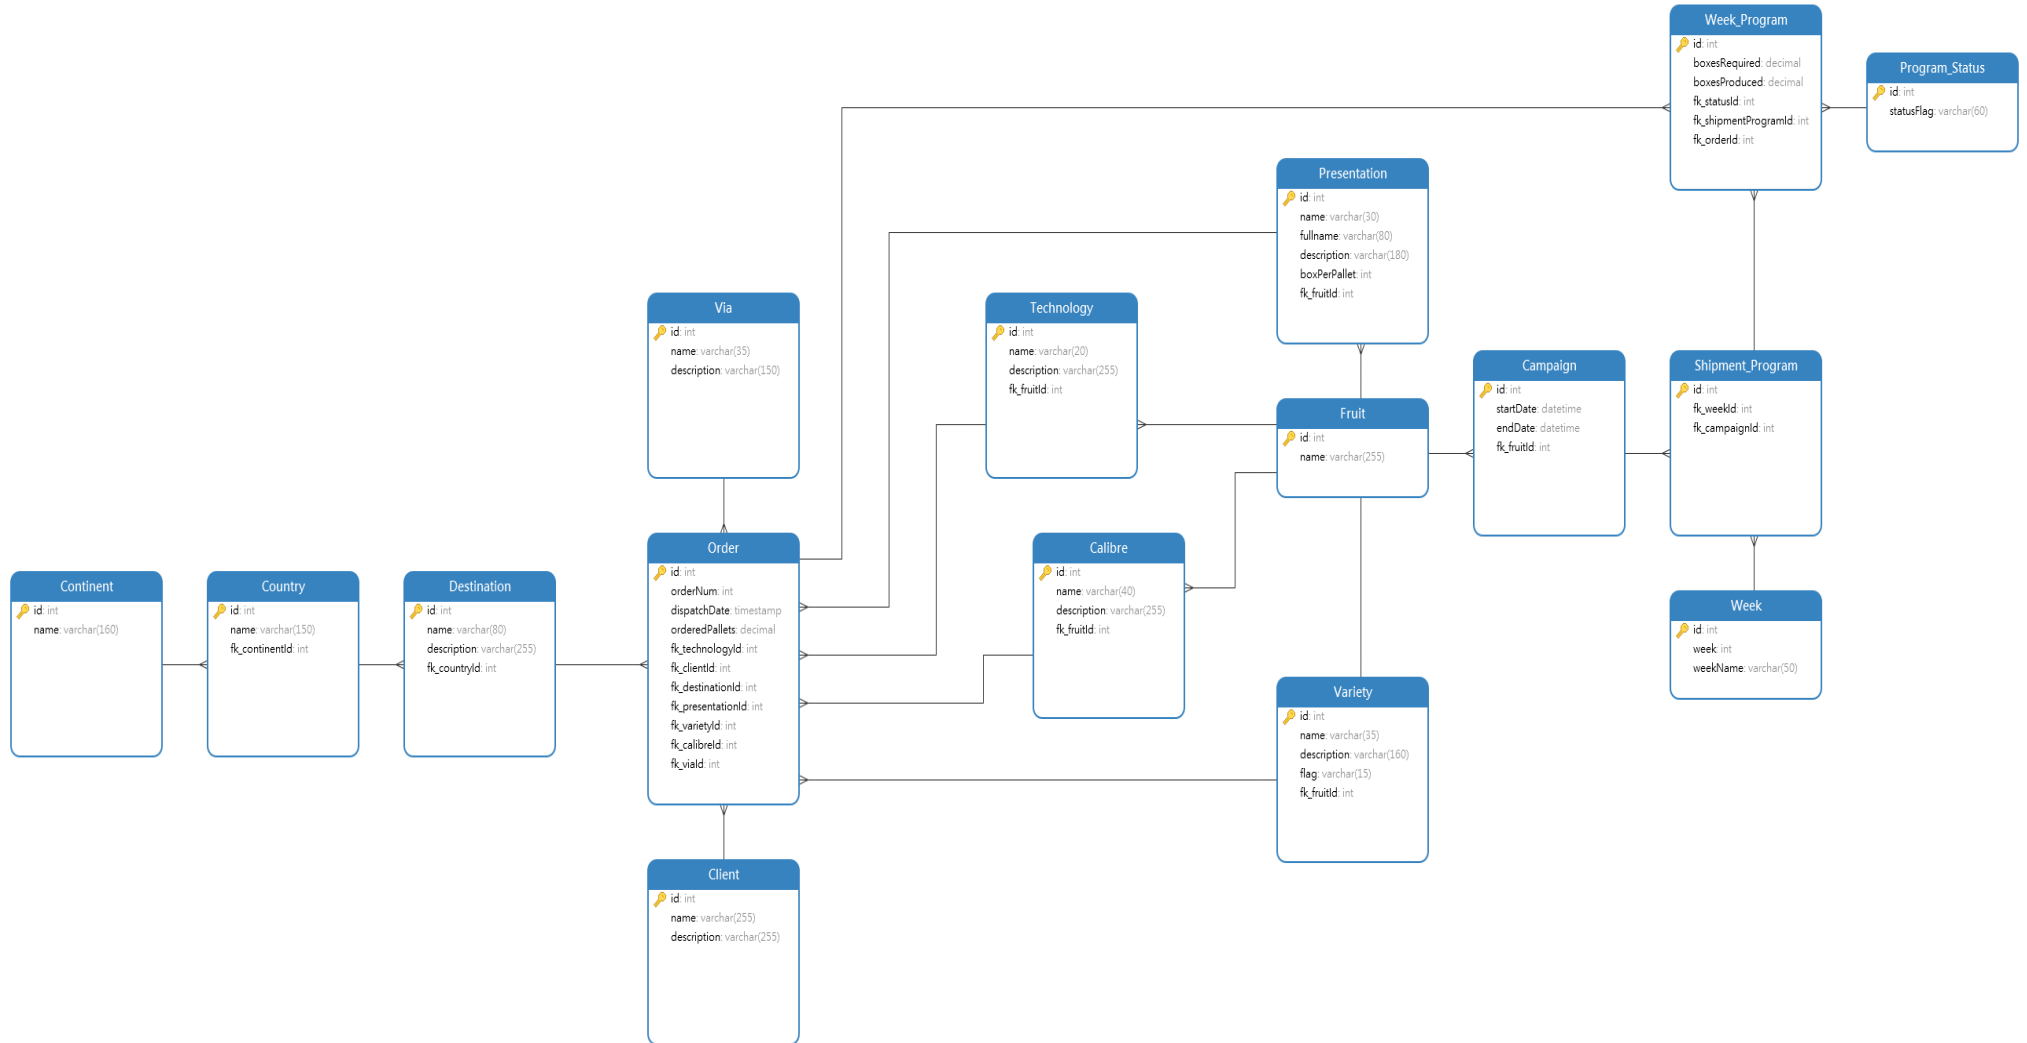 Week_Program
id: int
boxesRequired: decimal
boxesProduced: decimal
fk_statusId: int
fk_shipmentProgramId: int
fk_orderId: int
Program_Status
id: int
statusFlag: varchar(60)
Presentation
id: int
name: varchar(30)
fullname: varchar(80)
description: varchar(180)
boxPerPallet: int
fk_fruitId: int
Via
id: int
name: varchar(35)
description: varchar(150)
Technology
id: int
name: varchar(20)
description: varchar(255)
fk_fruitId: int
Campaign
id: int
startDate: datetime
endDate: datetime
fk_fruitId: int
Shipment_Program
id: int
fk_weekId: int
fk_campaignId: int
Fruit
id: int
name: varchar(255)
Order
id: int
orderNum: int
dispatchDate: timestamp
orderedPallets: decimal
fk_technologyId: int
fk_clientId: int
fk_destinationId: int
fk_presentationId: int
fk_varietyId: int
fk_calibreId: int
fk_viaId: int
Calibre
id: int
name: varchar(40)
description: varchar(255)
fk_fruitId: int
Continent
id: int
name: varchar(160)
Country
id: int
name: varchar(150)
fk_continentId: int
Destination
id: int
name: varchar(80)
description: varchar(255)
fk_countryId: int
Week
id: int
week: int
weekName: varchar(50)
Variety
id: int
name: varchar(35)
description: varchar(160)
flag: varchar(15)
fk_fruitId: int
Client
id: int
name: varchar(255)
description: varchar(255)